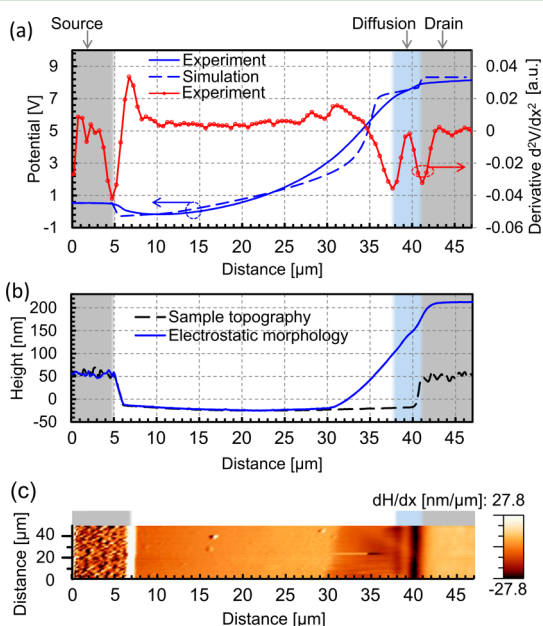 Source Diffusion Drain
(a)
9
7
5
3
1
-1
Potential [V]
Experiment
Simulation
Experiment
0.04
0.02
0
-0.02
-0.04
-0.06
Derivative d²V/dx² [a.u.]
0 5 10 15 20 25 30 35 40 45
Distance [µm]
(b)
200
150
100
50
0
-50
Height [nm]
Sample topography
Electrostatic morphology
0 5 10 15 20 25 30 35 40 45
Distance [µm]
(c)
dH/dx [nm/µm]: 27.8
-27.8
40
20
0
Distance [µm]
0 5 10 15 20 25 30 35 40 45
Distance [µm]